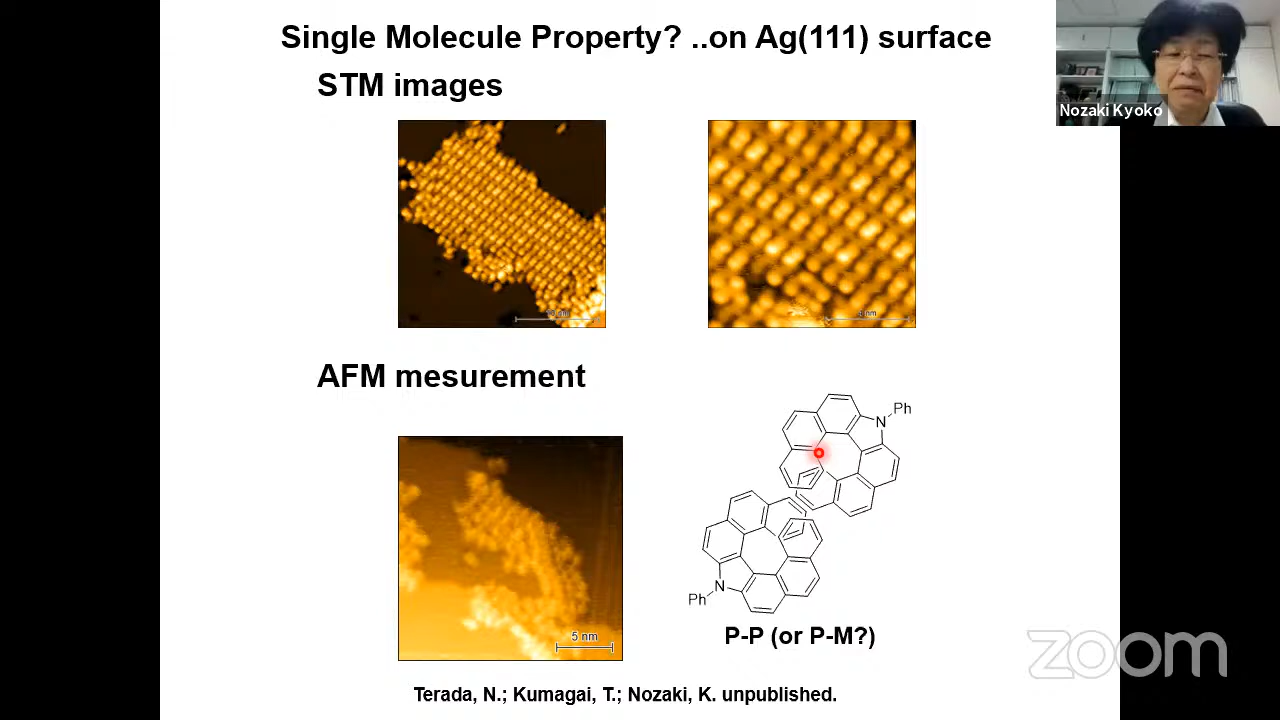 Single Molecule Property? ..on Ag(111) surface
STM images
Nozaki Kyoko
AFM mesurement
Ph
N
5 nm
N
Ph
P-P (or P-M?)
zoom
Terada, N.; Kumagai, T.; Nozaki, K. unpublished.